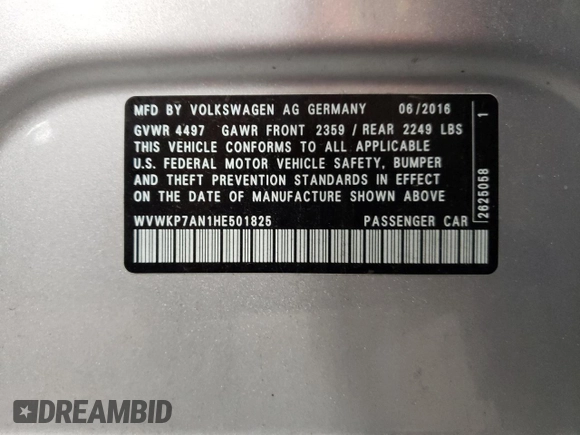 MFD BY VOLKSWAGEN AG GERMANY 06/2016
GVWR 4497 GAWR FRONT 2359 / REAR 2249 LBS
THIS VEHICLE CONFORMS TO ALL APPLICABLE
U.S. FEDERAL MOTOR VEHICLE SAFETY, BUMPER
AND THEFT PREVENTION STANDARDS IN EFFECT
ON THE DATE OF MANUFACTURE SHOWN ABOVE
WVWKP7AN1HE501825 PASSENGER CAR
2625058 1
DREAMBID